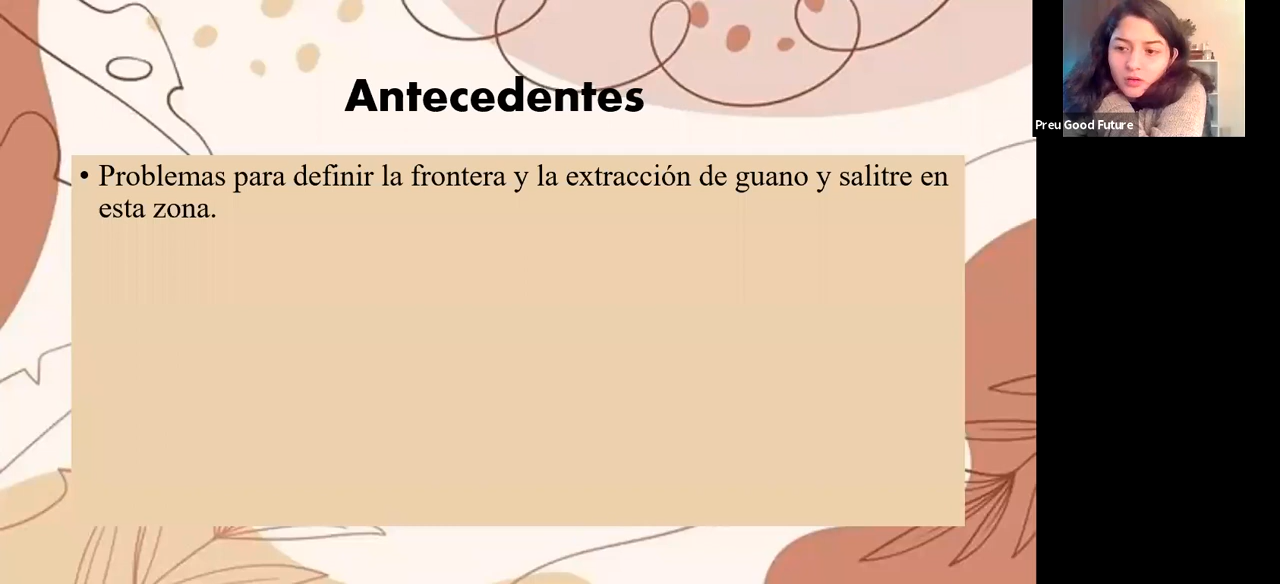 Antecedentes
• Problemas para definir la frontera y la extracción de guano y salitre en
esta zona.
Preu Good Future